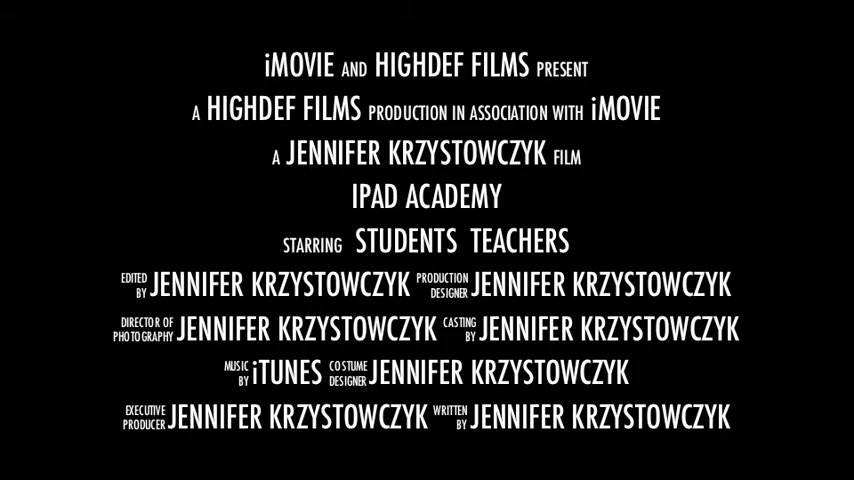 iMOVIE AND HIGHDEF FILMS PRESENT
A HIGHDEF FILMS PRODUCTION IN ASSOCIATION WITH iMOVIE
A JENNIFER KRZYSTOWCZYK FILM
IPAD ACADEMY
STARRING STUDENTS TEACHERS
EDITED BY JENNIFER KRZYSTOWCZYK PRODUCTION DESIGNER JENNIFER KRZYSTOWCZYK
DIRECTOR OF PHOTOGRAPHY JENNIFER KRZYSTOWCZYK CASTING BY JENNIFER KRZYSTOWCZYK
MUSIC BY iTUNES COSTUME DESIGNER JENNIFER KRZYSTOWCZYK
EXECUTIVE PRODUCER JENNIFER KRZYSTOWCZYK WRITTEN BY JENNIFER KRZYSTOWCZYK